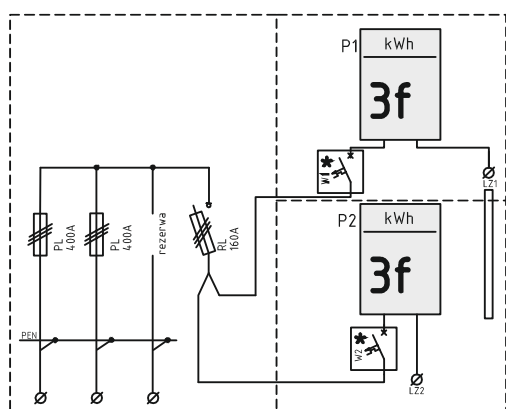 P1
kWh
3f
*
W1
LZ1
P2
kWh
3f
*
W2
LZ2
PL
400A
PL
400A
rezerwa
RL
160A
PEN